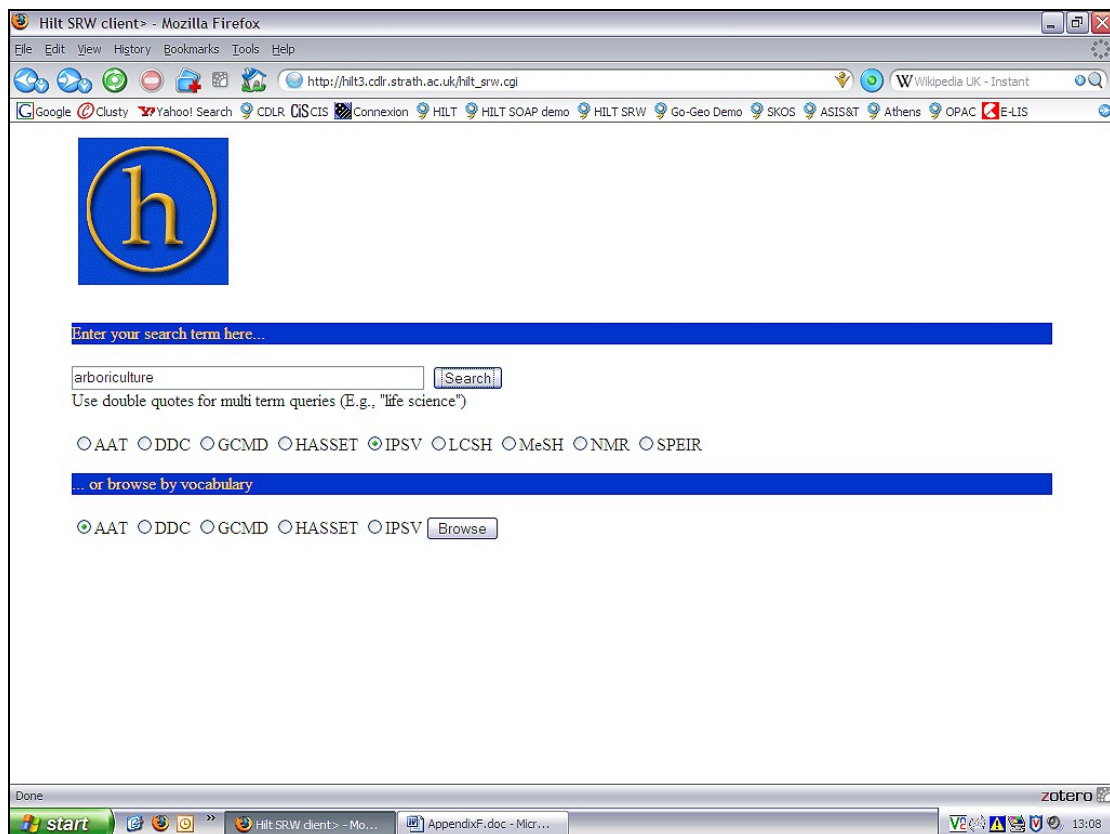 Hilt SRW client> - Mozilla Firefox
File Edit View History Bookmarks Tools Help
http://hilt3.cdlr.strath.ac.uk/hilt_srw.cgi W Wikipedia UK - Instant
Google Clusty Yahoo! Search CDLR CIS CIS Connexion HILT HILT SOAP demo HILT SRW Go-Geo Demo SKOS ASIS&T Athens OPAC E-LIS
h
Enter your search term here...
arboriculture Search
Use double quotes for multi term queries (E.g., "life science")
AAT DDC GCMD HASSET IPSV LCSH MeSH NMR SPEIR
... or browse by vocabulary
AAT DDC GCMD HASSET IPSV Browse
Done zotero
start » Hilt SRW client> - Mo... AppendixF.doc - Micr... 13:08